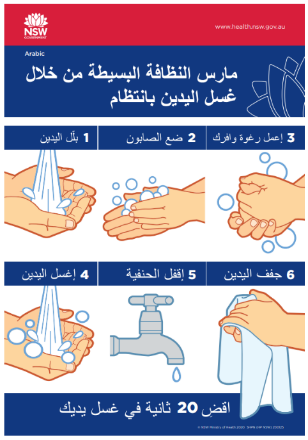 NSW
GOVERNMENT
www.health.nsw.gov.au
Arabic
مارس النظافة البسيطة من خلال
غسل اليدين بانتظام
1 بلّل اليدين
2 ضع الصابون
3 إعمل رغوة وافرك
4 إغسل اليدين
5 إقفل الحنفية
6 جفف اليدين
اقضِ 20 ثانية في غسل يديك